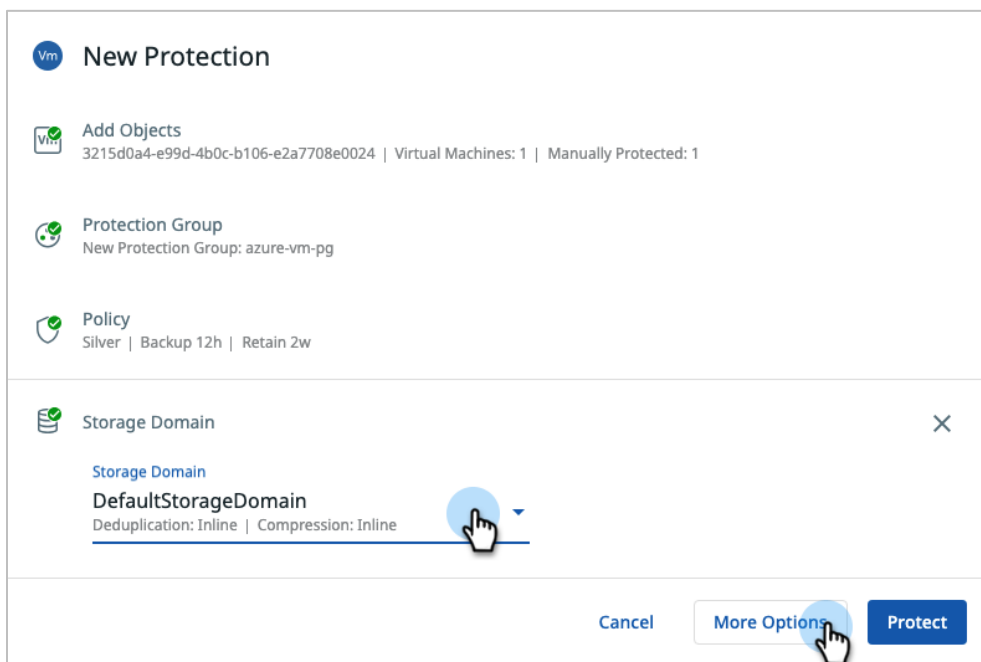 Vm New Protection
Vm
Add Objects
3215d0a4-e99d-4b0c-b106-e2a7708e0024 | Virtual Machines: 1 | Manually Protected: 1
Protection Group
New Protection Group: azure-vm-pg
Policy
Silver | Backup 12h | Retain 2w
Storage Domain
Storage Domain
DefaultStorageDomain
Deduplication: Inline | Compression: Inline
Cancel More Options Protect